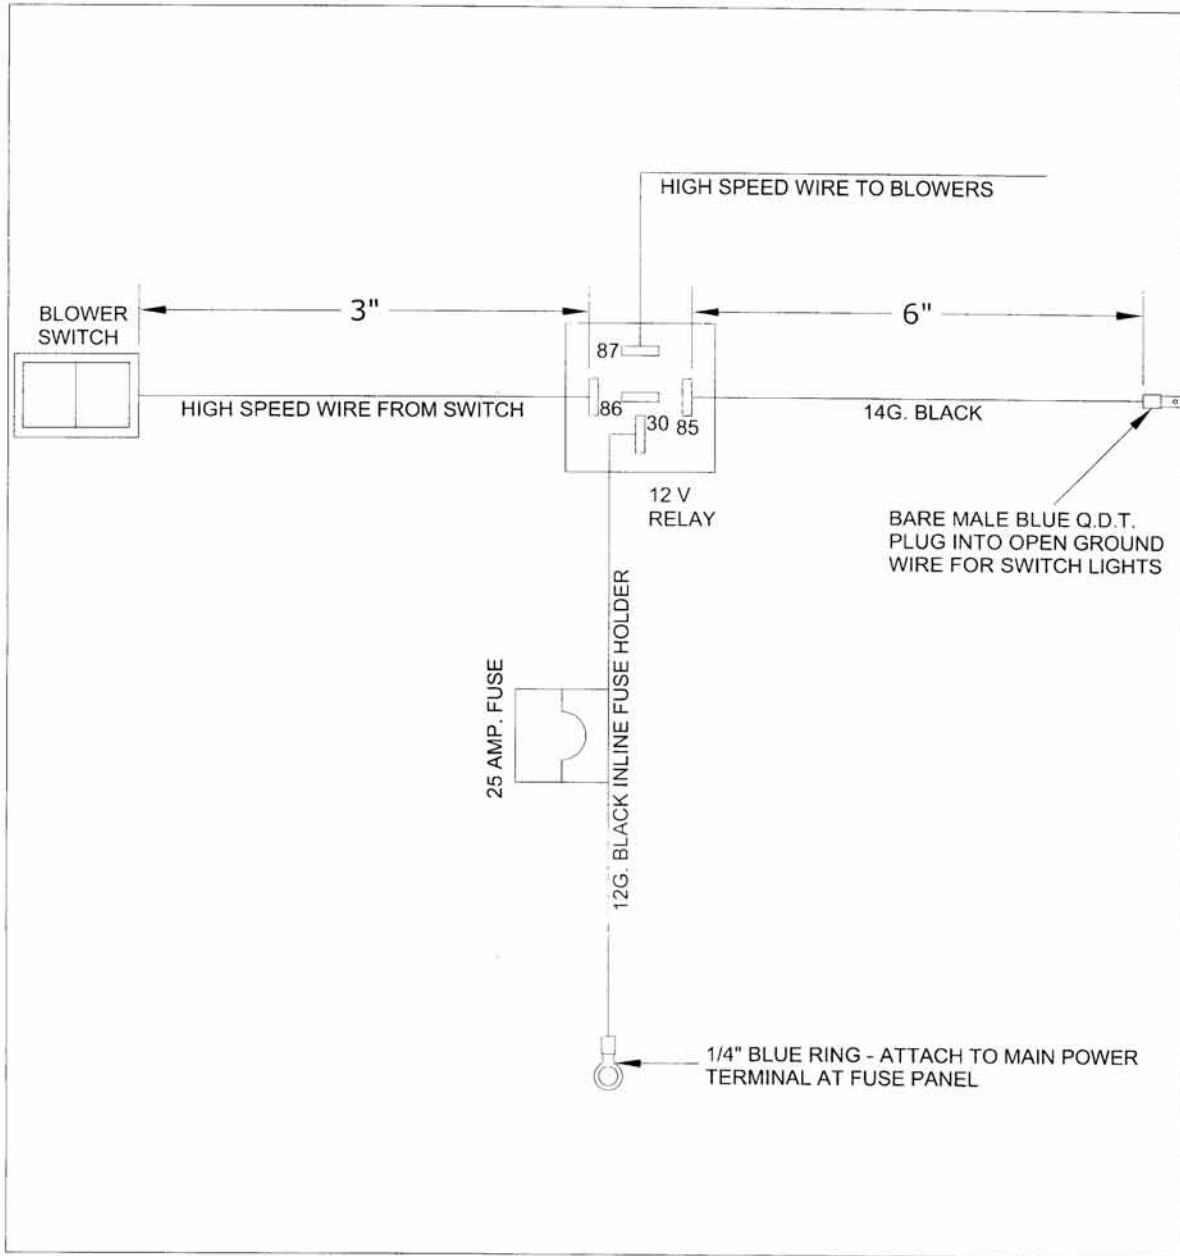 HIGH SPEED WIRE TO BLOWERS
BLOWER
SWITCH
3"
6"
87
HIGH SPEED WIRE FROM SWITCH
86
30
85
14G. BLACK
12 V
RELAY
BARE MALE BLUE Q.D.T.
PLUG INTO OPEN GROUND
WIRE FOR SWITCH LIGHTS
25 AMP. FUSE
12G. BLACK INLINE FUSE HOLDER
1/4" BLUE RING - ATTACH TO MAIN POWER
TERMINAL AT FUSE PANEL